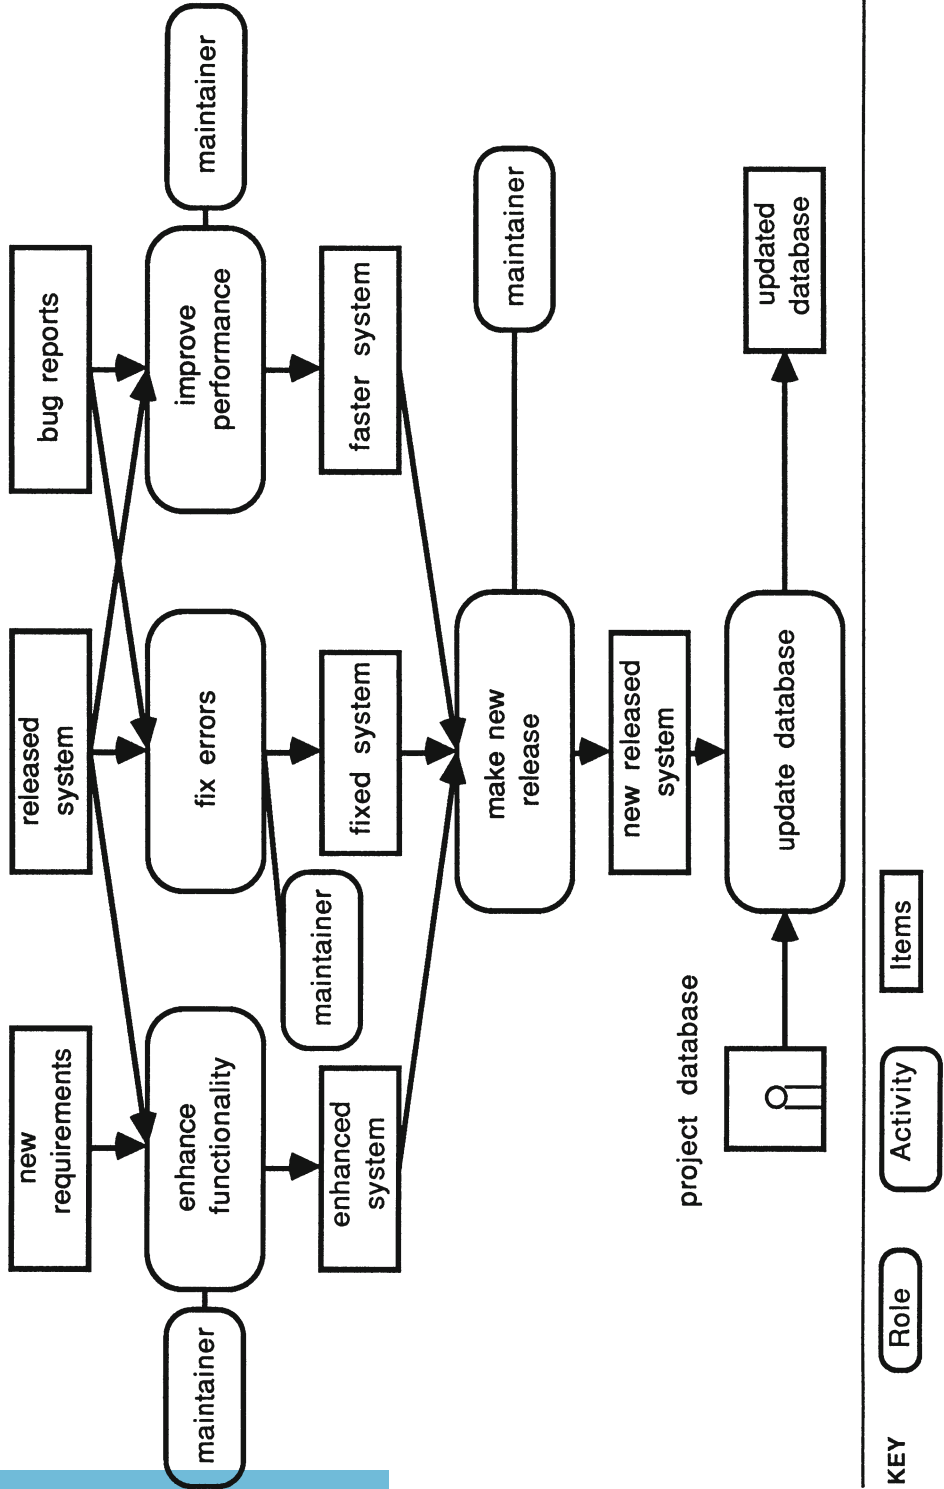 new
requirements
released
system
bug reports
maintainer
enhance
functionality
fix errors
improve
performance
maintainer
maintainer
enhanced
system
fixed system
faster system
make new
release
maintainer
new released
system
project database
update database
updated
database
KEY
Role
Activity
Items